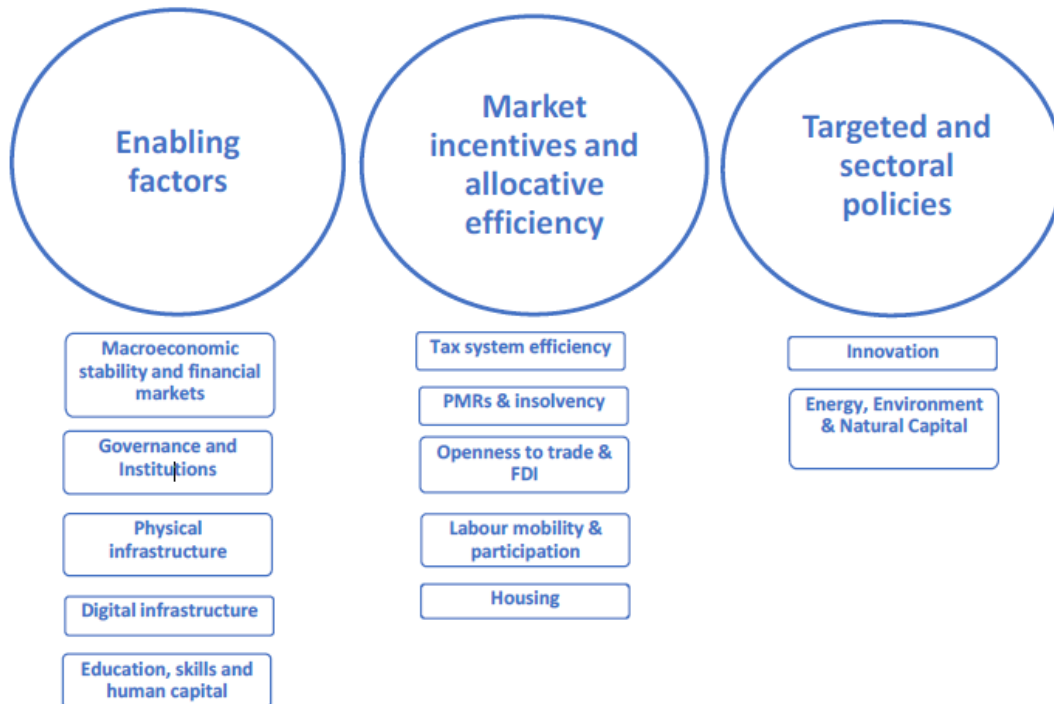 Enabling
factors
Macroeconomic
stability and financial
markets
Governance and
Institutions
Physical
infrastructure
Digital infrastructure
Education, skills and
human capital
Market
incentives and
allocative
efficiency
Tax system efficiency
PMRs & insolvency
Openness to trade &
FDI
Labour mobility &
participation
Housing
Targeted and
sectoral
policies
Innovation
Energy, Environment
& Natural Capital